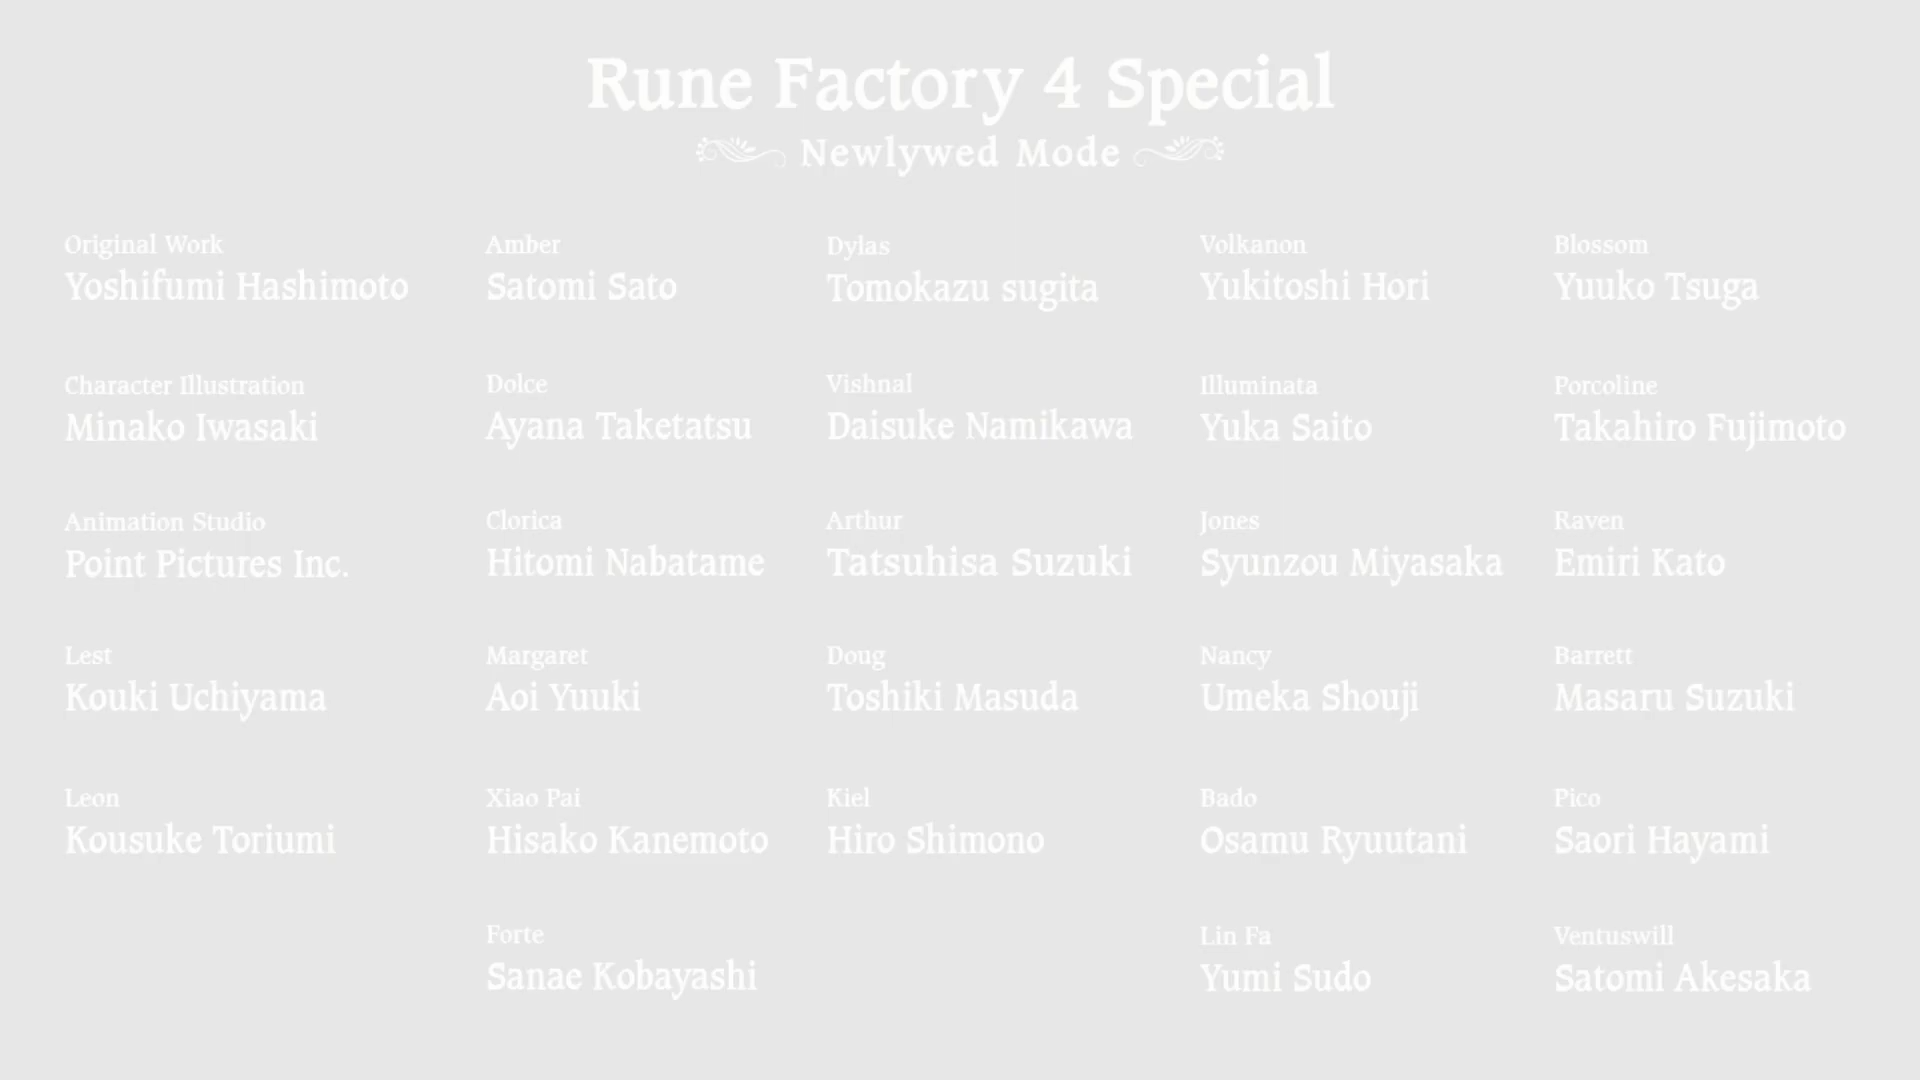 Rune Factory 4 Special
Newlywed Mode
Original Work
Yoshifumi Hashimoto
Character Illustration
Minako Iwasaki
Animation Studio
Point Pictures Inc.
Lest
Kouki Uchiyama
Leon
Kousuke Toriumi
Amber
Satomi Sato
Dolce
Ayana Taketatsu
Clorica
Hitomi Nabatame
Margaret
Aoi Yuuki
Xiao Pai
Hisako Kanemoto
Forte
Sanae Kobayashi
Dylas
Tomokazu sugita
Vishnal
Daisuke Namikawa
Arthur
Tatsuhisa Suzuki
Doug
Toshiki Masuda
Kiel
Hiro Shimono
Volkanon
Yukitoshi Hori
Illuminata
Yuka Saito
Jones
Syunzou Miyasaka
Nancy
Umeka Shouji
Bado
Osamu Ryuutani
Lin Fa
Yumi Sudo
Blossom
Yuuko Tsuga
Porcoline
Takahiro Fujimoto
Raven
Emiri Kato
Barrett
Masaru Suzuki
Pico
Saori Hayami
Ventuswill
Satomi Akesaka